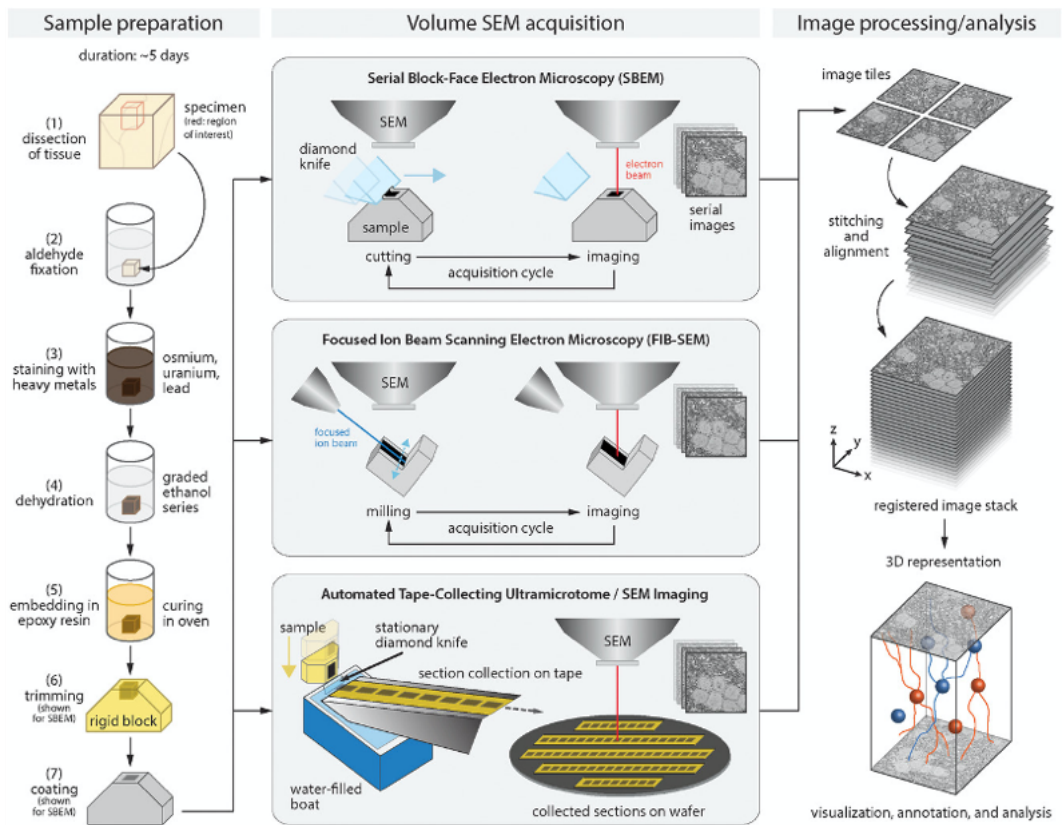 Sample preparation
Volume SEM acquisition
Image processing/analysis
duration: ~5 days
(1)
dissection
of tissue
specimen
(red: region
of interest)
(2)
aldehyde
fixation
(3)
staining with
heavy metals
osmium,
uranium,
lead
(4)
dehydration
graded
ethanol
series
(5)
embedding in
epoxy resin
curing
in oven
(6)
trimming
(shown
for SBEM)
rigid block
(7)
coating
(shown
for SBEM)
Serial Block-Face Electron Microscopy (SBEM)
SEM
diamond
knife
electron
beam
sample
serial
images
cutting
acquisition cycle
imaging
Focused Ion Beam Scanning Electron Microscopy (FIB-SEM)
SEM
focused
ion beam
milling
acquisition cycle
imaging
Automated Tape-Collecting Ultramicrotome / SEM Imaging
sample
stationary
diamond knife
SEM
section collection on tape
water-filled
boat
collected sections on wafer
image tiles
stitching
and
alignment
z
y
x
registered image stack
3D representation
visualization, annotation, and analysis